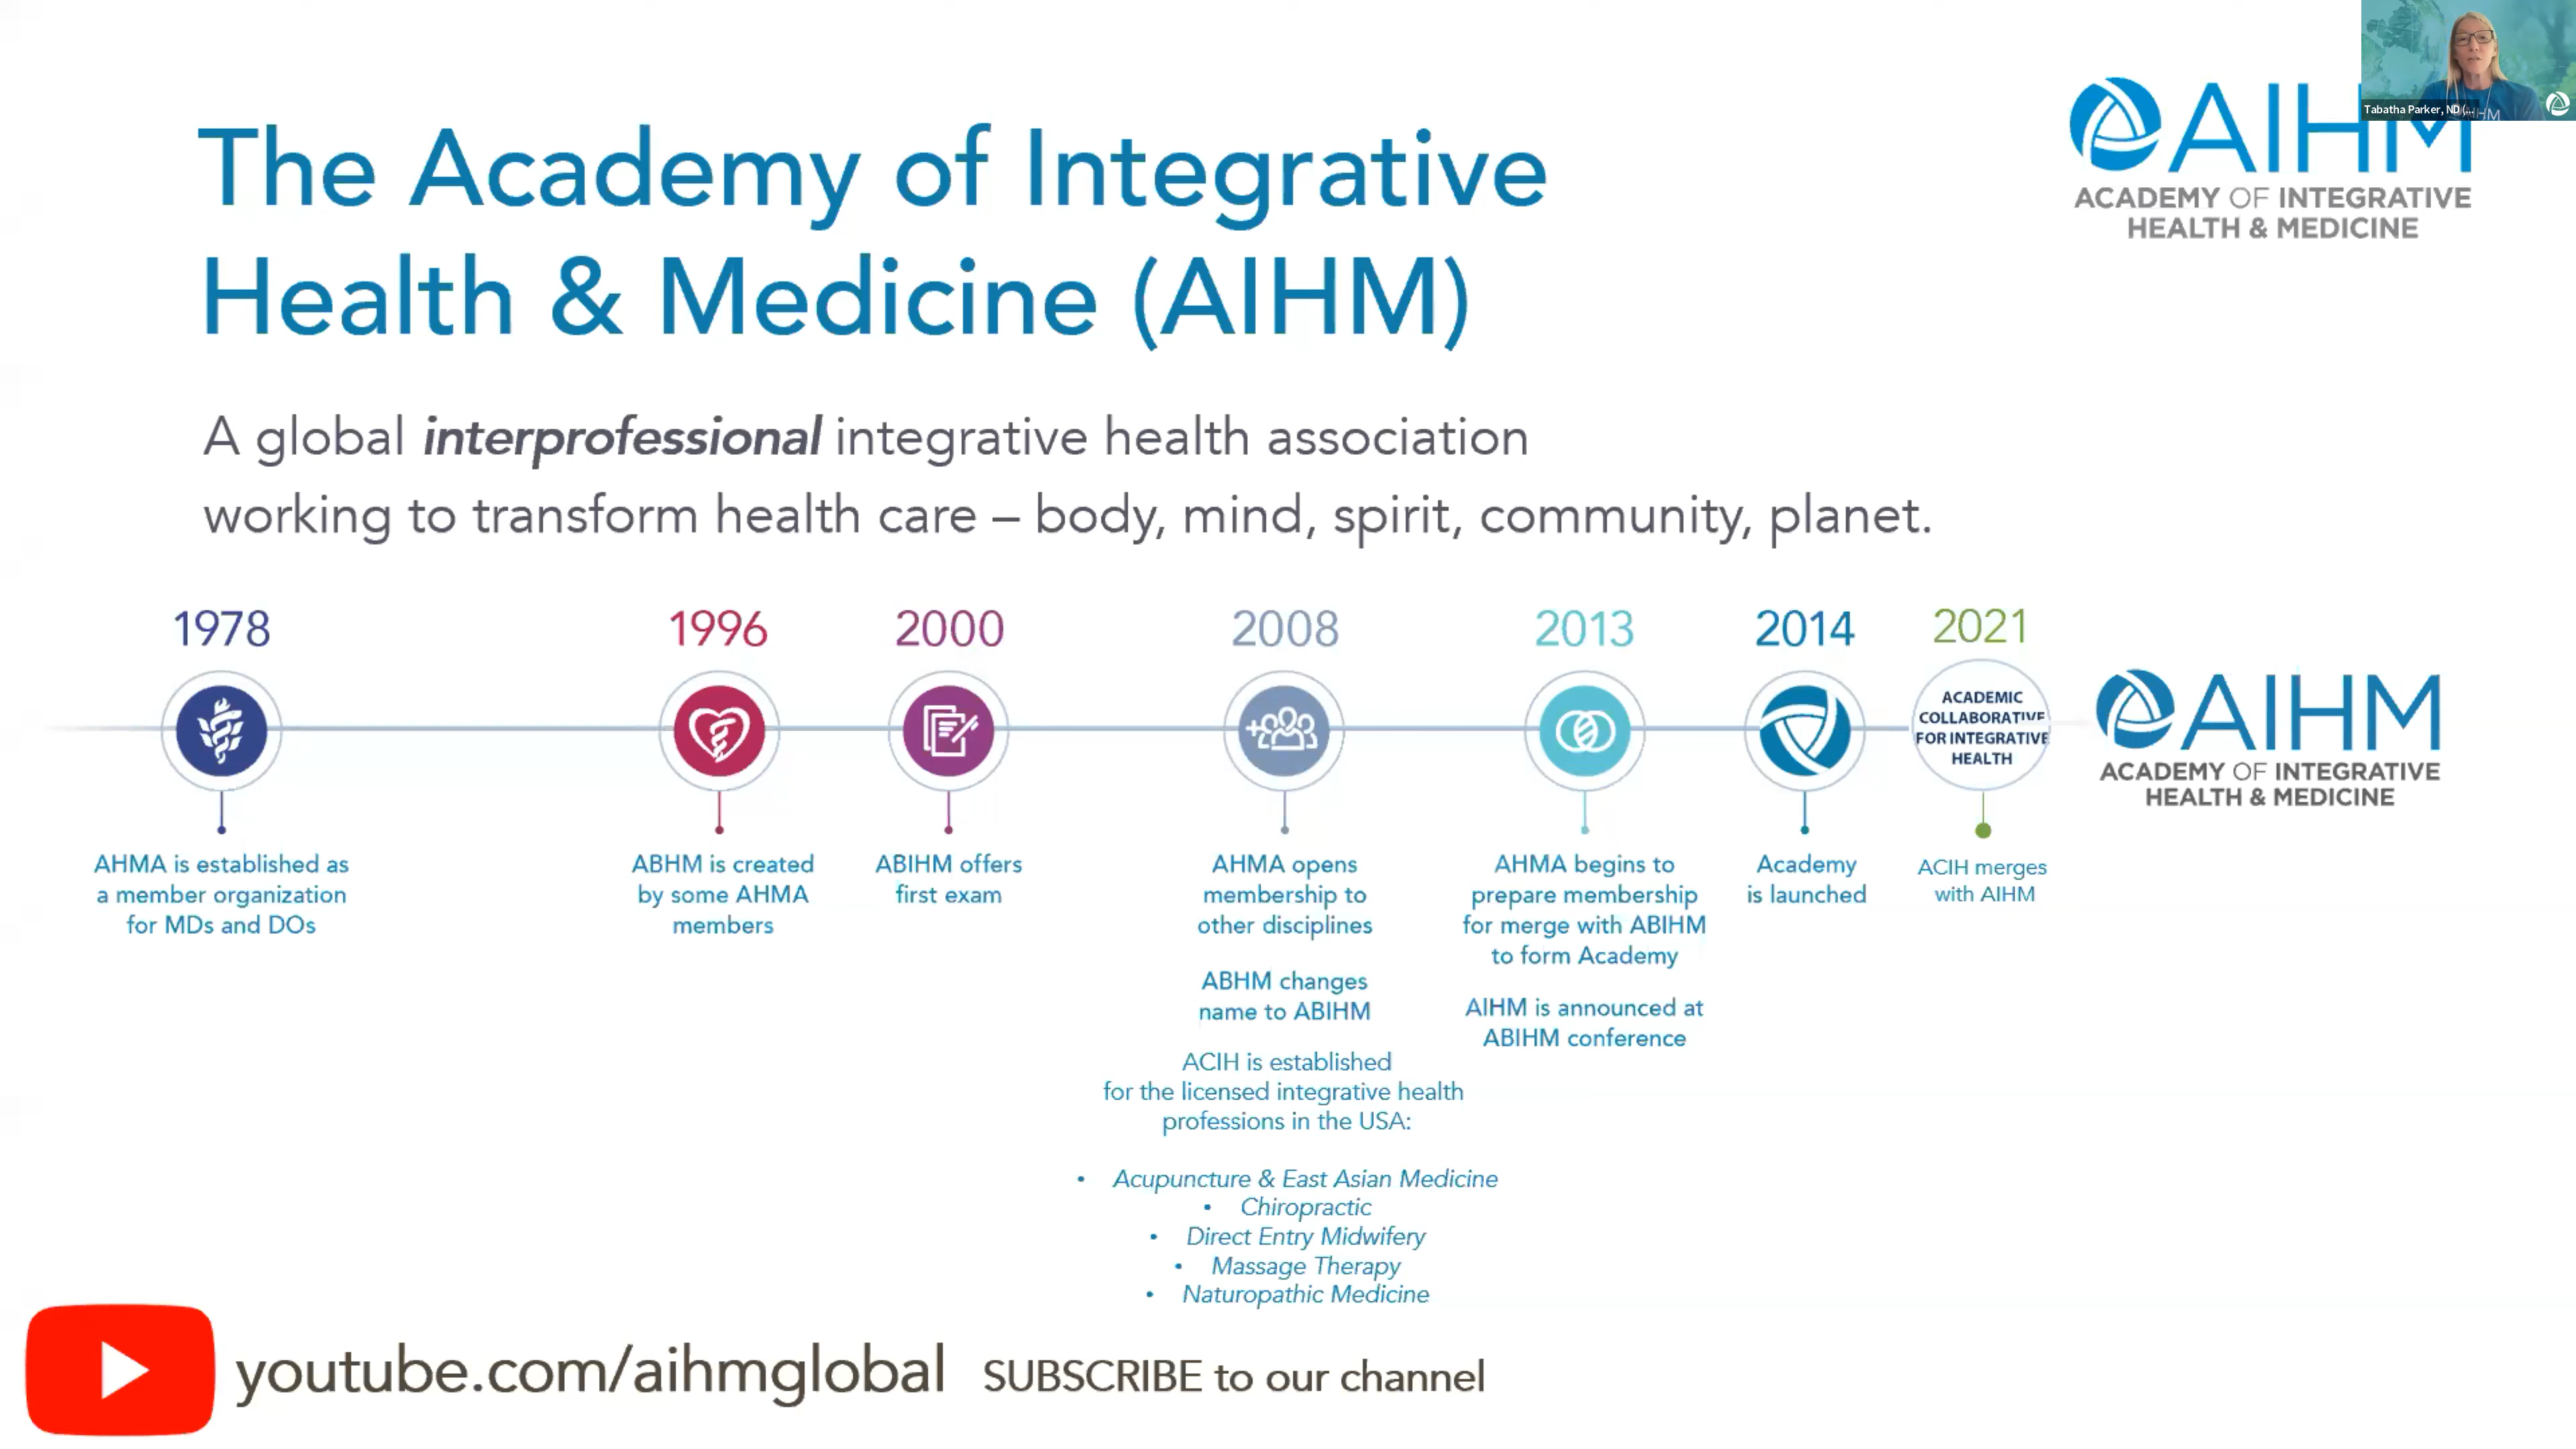 Tabatha Parker, ND (...
AIHM
ACADEMY OF INTEGRATIVE
HEALTH & MEDICINE
The Academy of Integrative
Health & Medicine (AIHM)
A global interprofessional integrative health association
working to transform health care – body, mind, spirit, community, planet.
1978
AHMA is established as
a member organization
for MDs and DOs
1996
ABHM is created
by some AHMA
members
2000
ABIHM offers
first exam
2008
AHMA opens
membership to
other disciplines
ABHM changes
name to ABIHM
ACIH is established
for the licensed integrative health
professions in the USA:
• Acupuncture & East Asian Medicine
• Chiropractic
• Direct Entry Midwifery
• Massage Therapy
• Naturopathic Medicine
2013
AHMA begins to
prepare membership
for merge with ABIHM
to form Academy
AIHM is announced at
ABIHM conference
2014
Academy
is launched
2021
ACADEMIC
COLLABORATIVE
FOR INTEGRATIVE
HEALTH
ACIH merges
with AIHM
AIHM
ACADEMY OF INTEGRATIVE
HEALTH & MEDICINE
youtube.com/aihmglobal SUBSCRIBE to our channel